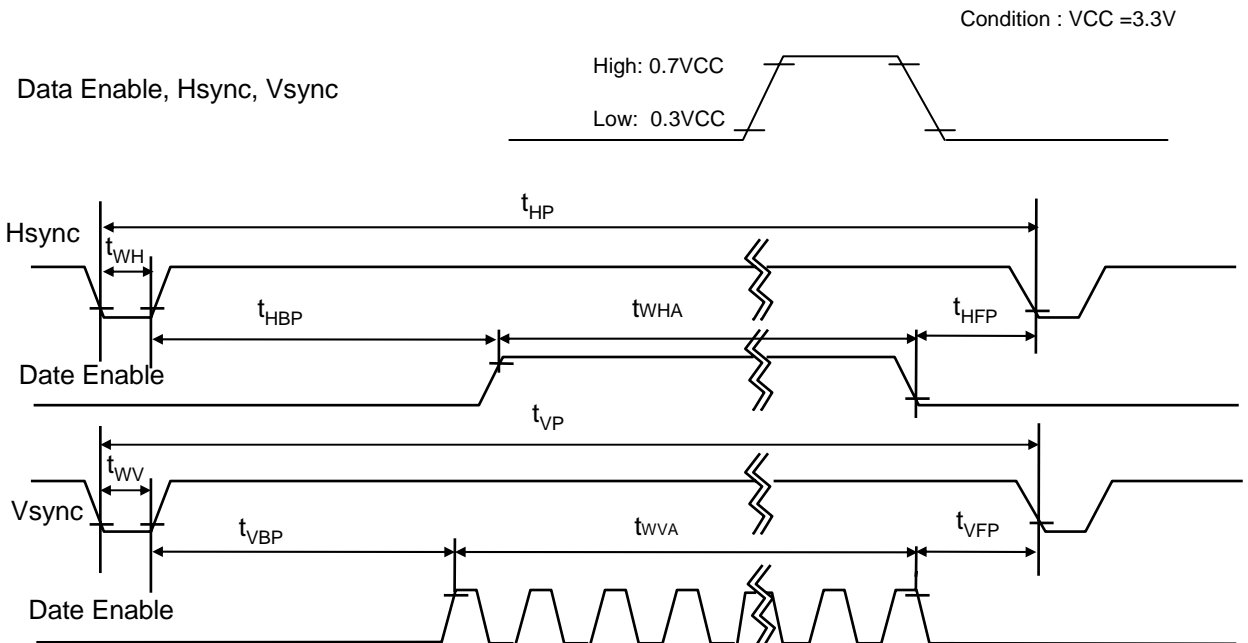 Condition : VCC =3.3V
High: 0.7VCC
Data Enable, Hsync, Vsync
Low: 0.3VCC
tHP
Hsync
tWH
tHBP
tWHA
tHFP
Date Enable
tVP
tWV
Vsync
tVBP
tWVA
tVFP
Date Enable